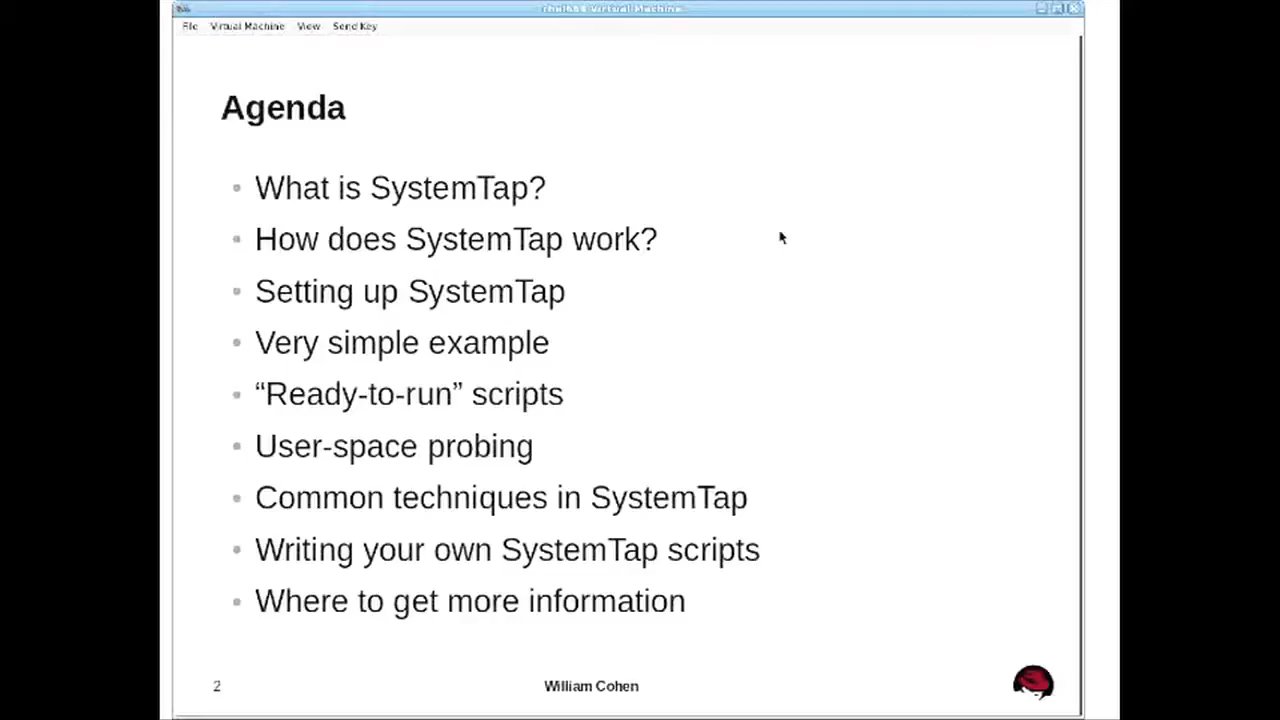 Virtual Machine
File Virtual Machine View Send Key
Agenda
• What is SystemTap?
• How does SystemTap work?
• Setting up SystemTap
• Very simple example
• “Ready-to-run” scripts
• User-space probing
• Common techniques in SystemTap
• Writing your own SystemTap scripts
• Where to get more information
2 William Cohen